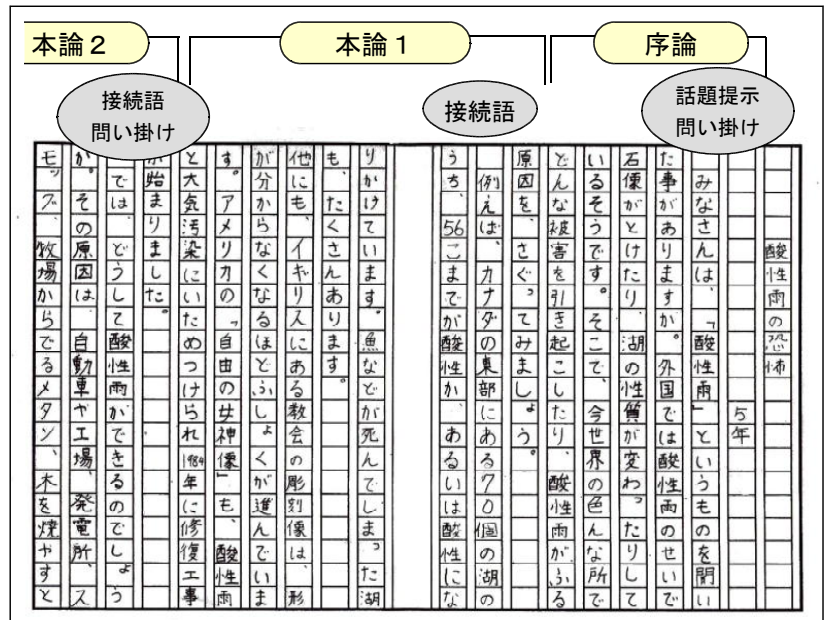 序論
話題提示
問い掛け
本論1
接続語
本論2
接続語
問い掛け
酸性雨の恐怖
5年
みなさんは、「酸性雨」というものを聞い
た事がありますか。外国では酸性雨のせいで
石像がとけたり、湖の性質が変わったりして
いるそうです。そこで、今世界の色んな所で
どんな被害を引き起こしたり、酸性雨がふる
原因を、さぐってみましょう。
例えば、カナダの東部にある70個の湖の
うち、56こまでが酸性か、あるいは酸性にな
りかけています。魚などが死んでしまった湖
も、たくさんあります。
他にも、イギリスにある教会の彫刻像は、形
が分からなくなるほどふしょくが進んでいま
す。アメリカの「自由の女神像」も、酸性雨
と大気汚染にいためつけられ1984年に修復工事
が始まりました。
では、どうして酸性雨ができるのでしょう
か。その原因は、自動車や工場、発電所、ス
モッグ、牧場からでるメタン、木を焼やすと